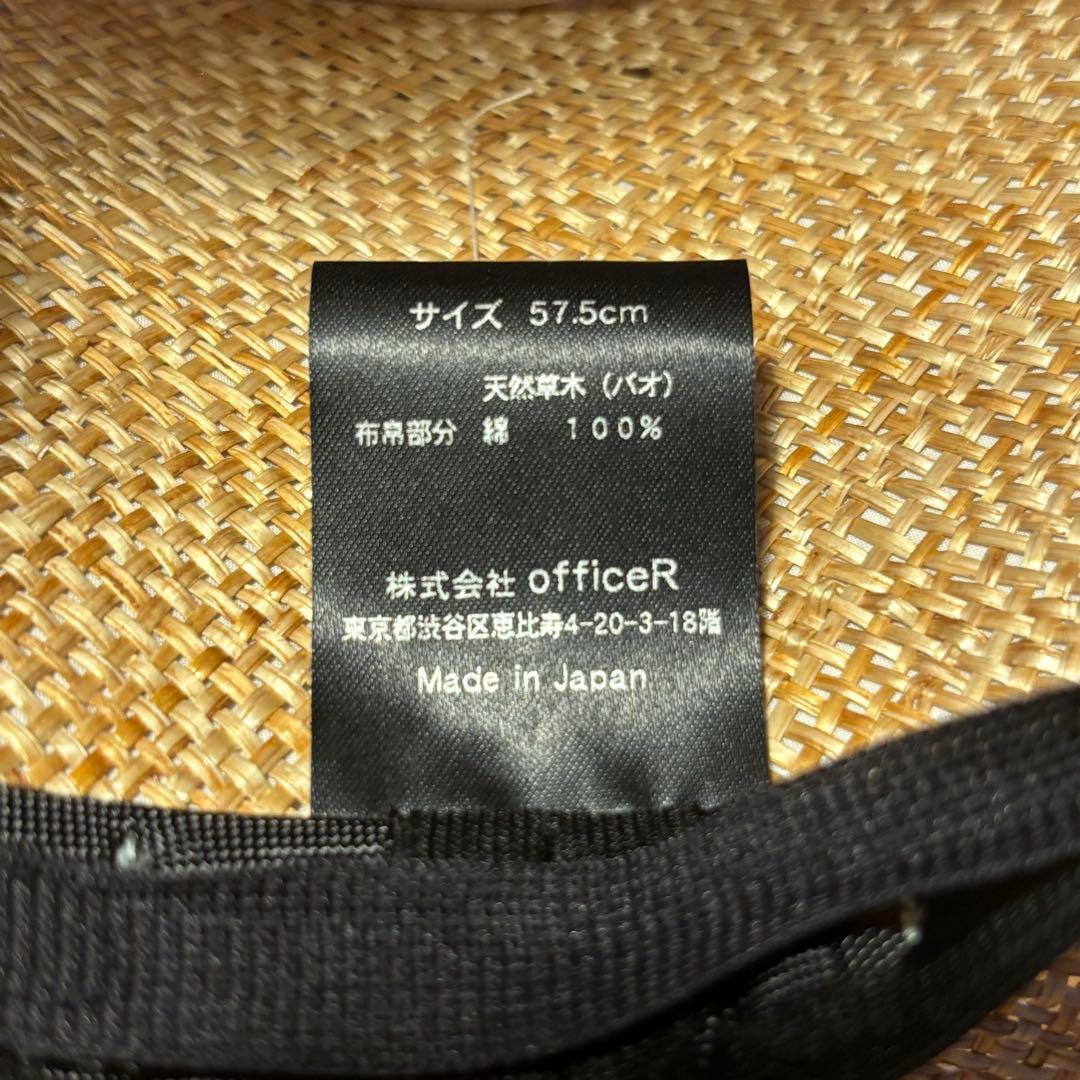 サイズ 57.5cm
天然草木（バオ）
布帛部分 綿 １００％
株式会社 officeR
東京都渋谷区恵比寿4-20-3-18階
Made in Japan